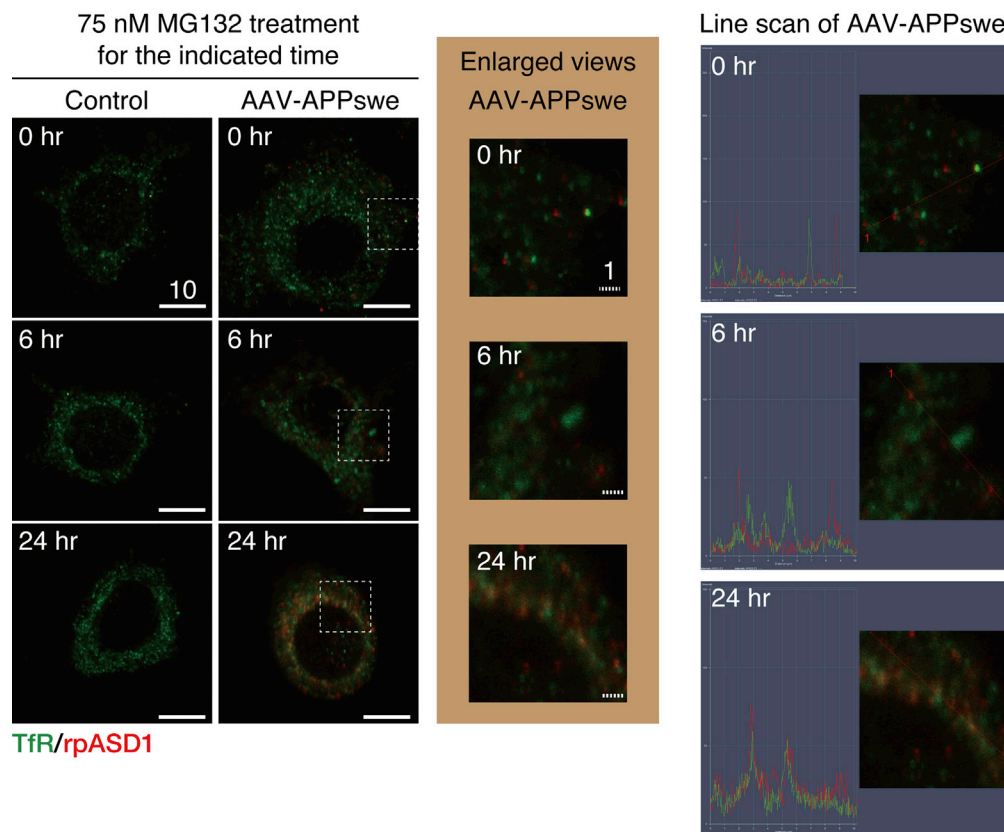 75 nM MG132 treatment
for the indicated time
Control
AAV-APPswe
0 hr
10
0 hr
6 hr
6 hr
24 hr
24 hr
TfR/rpASD1
Enlarged views
AAV-APPswe
0 hr
1
6 hr
24 hr
Line scan of AAV-APPswe
0 hr
1
6 hr
1
24 hr